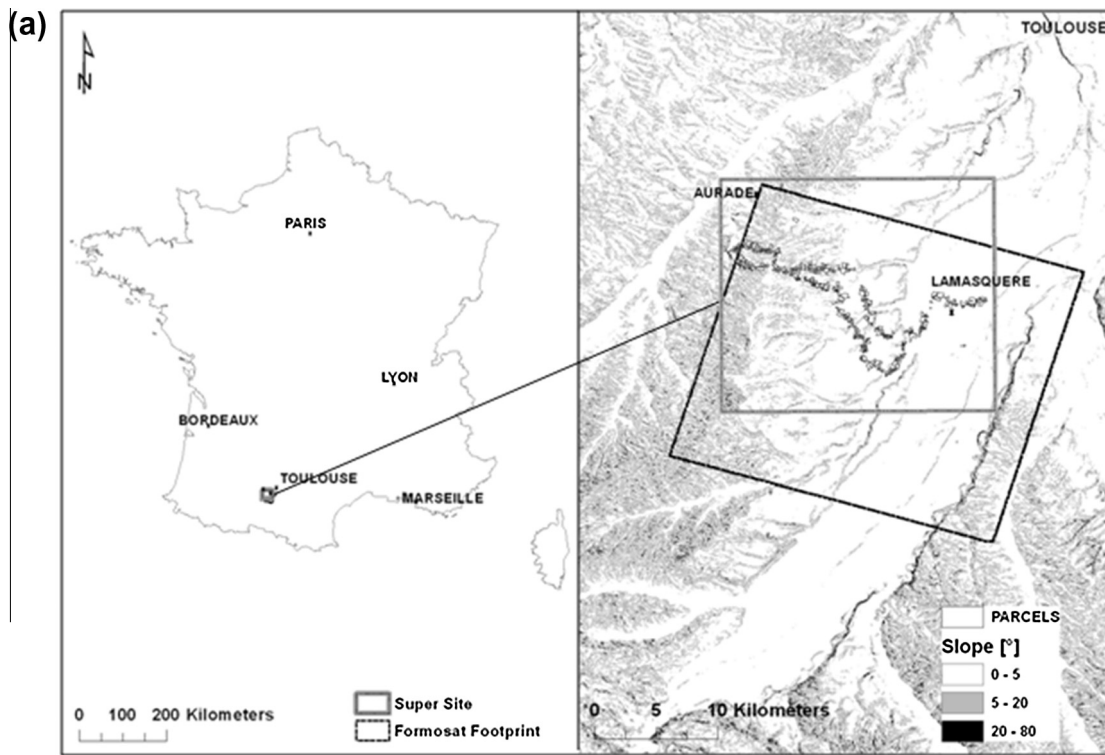 (a)
N
TOULOUSE
AURADE
PARIS
LAMASQUERE
LYON
BORDEAUX
TOULOUSE
MARSEILLE
PARCELS
Slope [°]
0 - 5
5 - 20
20 - 80
Super Site
Formosat Footprint
0 100 200 Kilometers
0 5 10 Kilometers